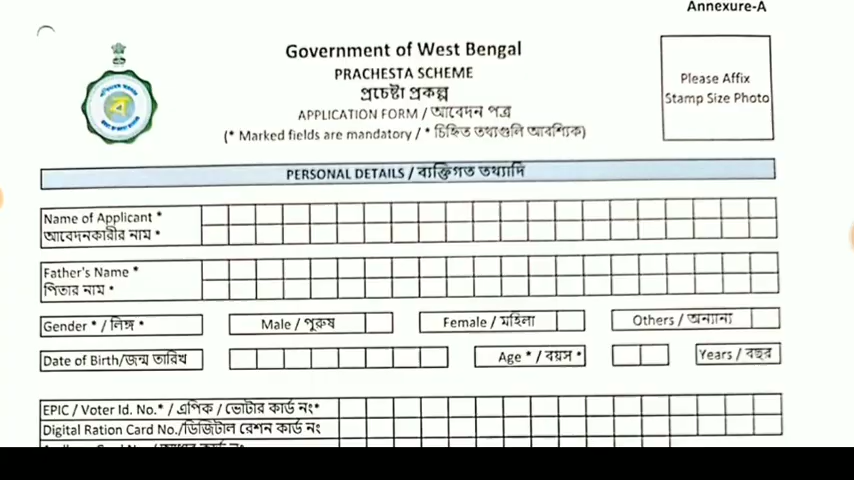 Annexure-A
Government of West Bengal
PRACHESTA SCHEME
প্রচেষ্টা প্রকল্প
APPLICATION FORM / আবেদন পত্র
(* Marked fields are mandatory / * চিহ্নিত তথ্যগুলি আবশ্যিক)
Please Affix
Stamp Size Photo
PERSONAL DETAILS / ব্যক্তিগত তথ্যাদি
Name of Applicant *
আবেদনকারীর নাম *
Father's Name *
পিতার নাম *
Gender * / লিঙ্গ * Male / পুরুষ Female / মহিলা Others / অন্যান্য
Date of Birth/জন্ম তারিখ Age * / বয়স * Years / বছর
EPIC / Voter Id. No.* / এপিক / ভোটার কার্ড নং*
Digital Ration Card No./ডিজিটাল রেশন কার্ড নং